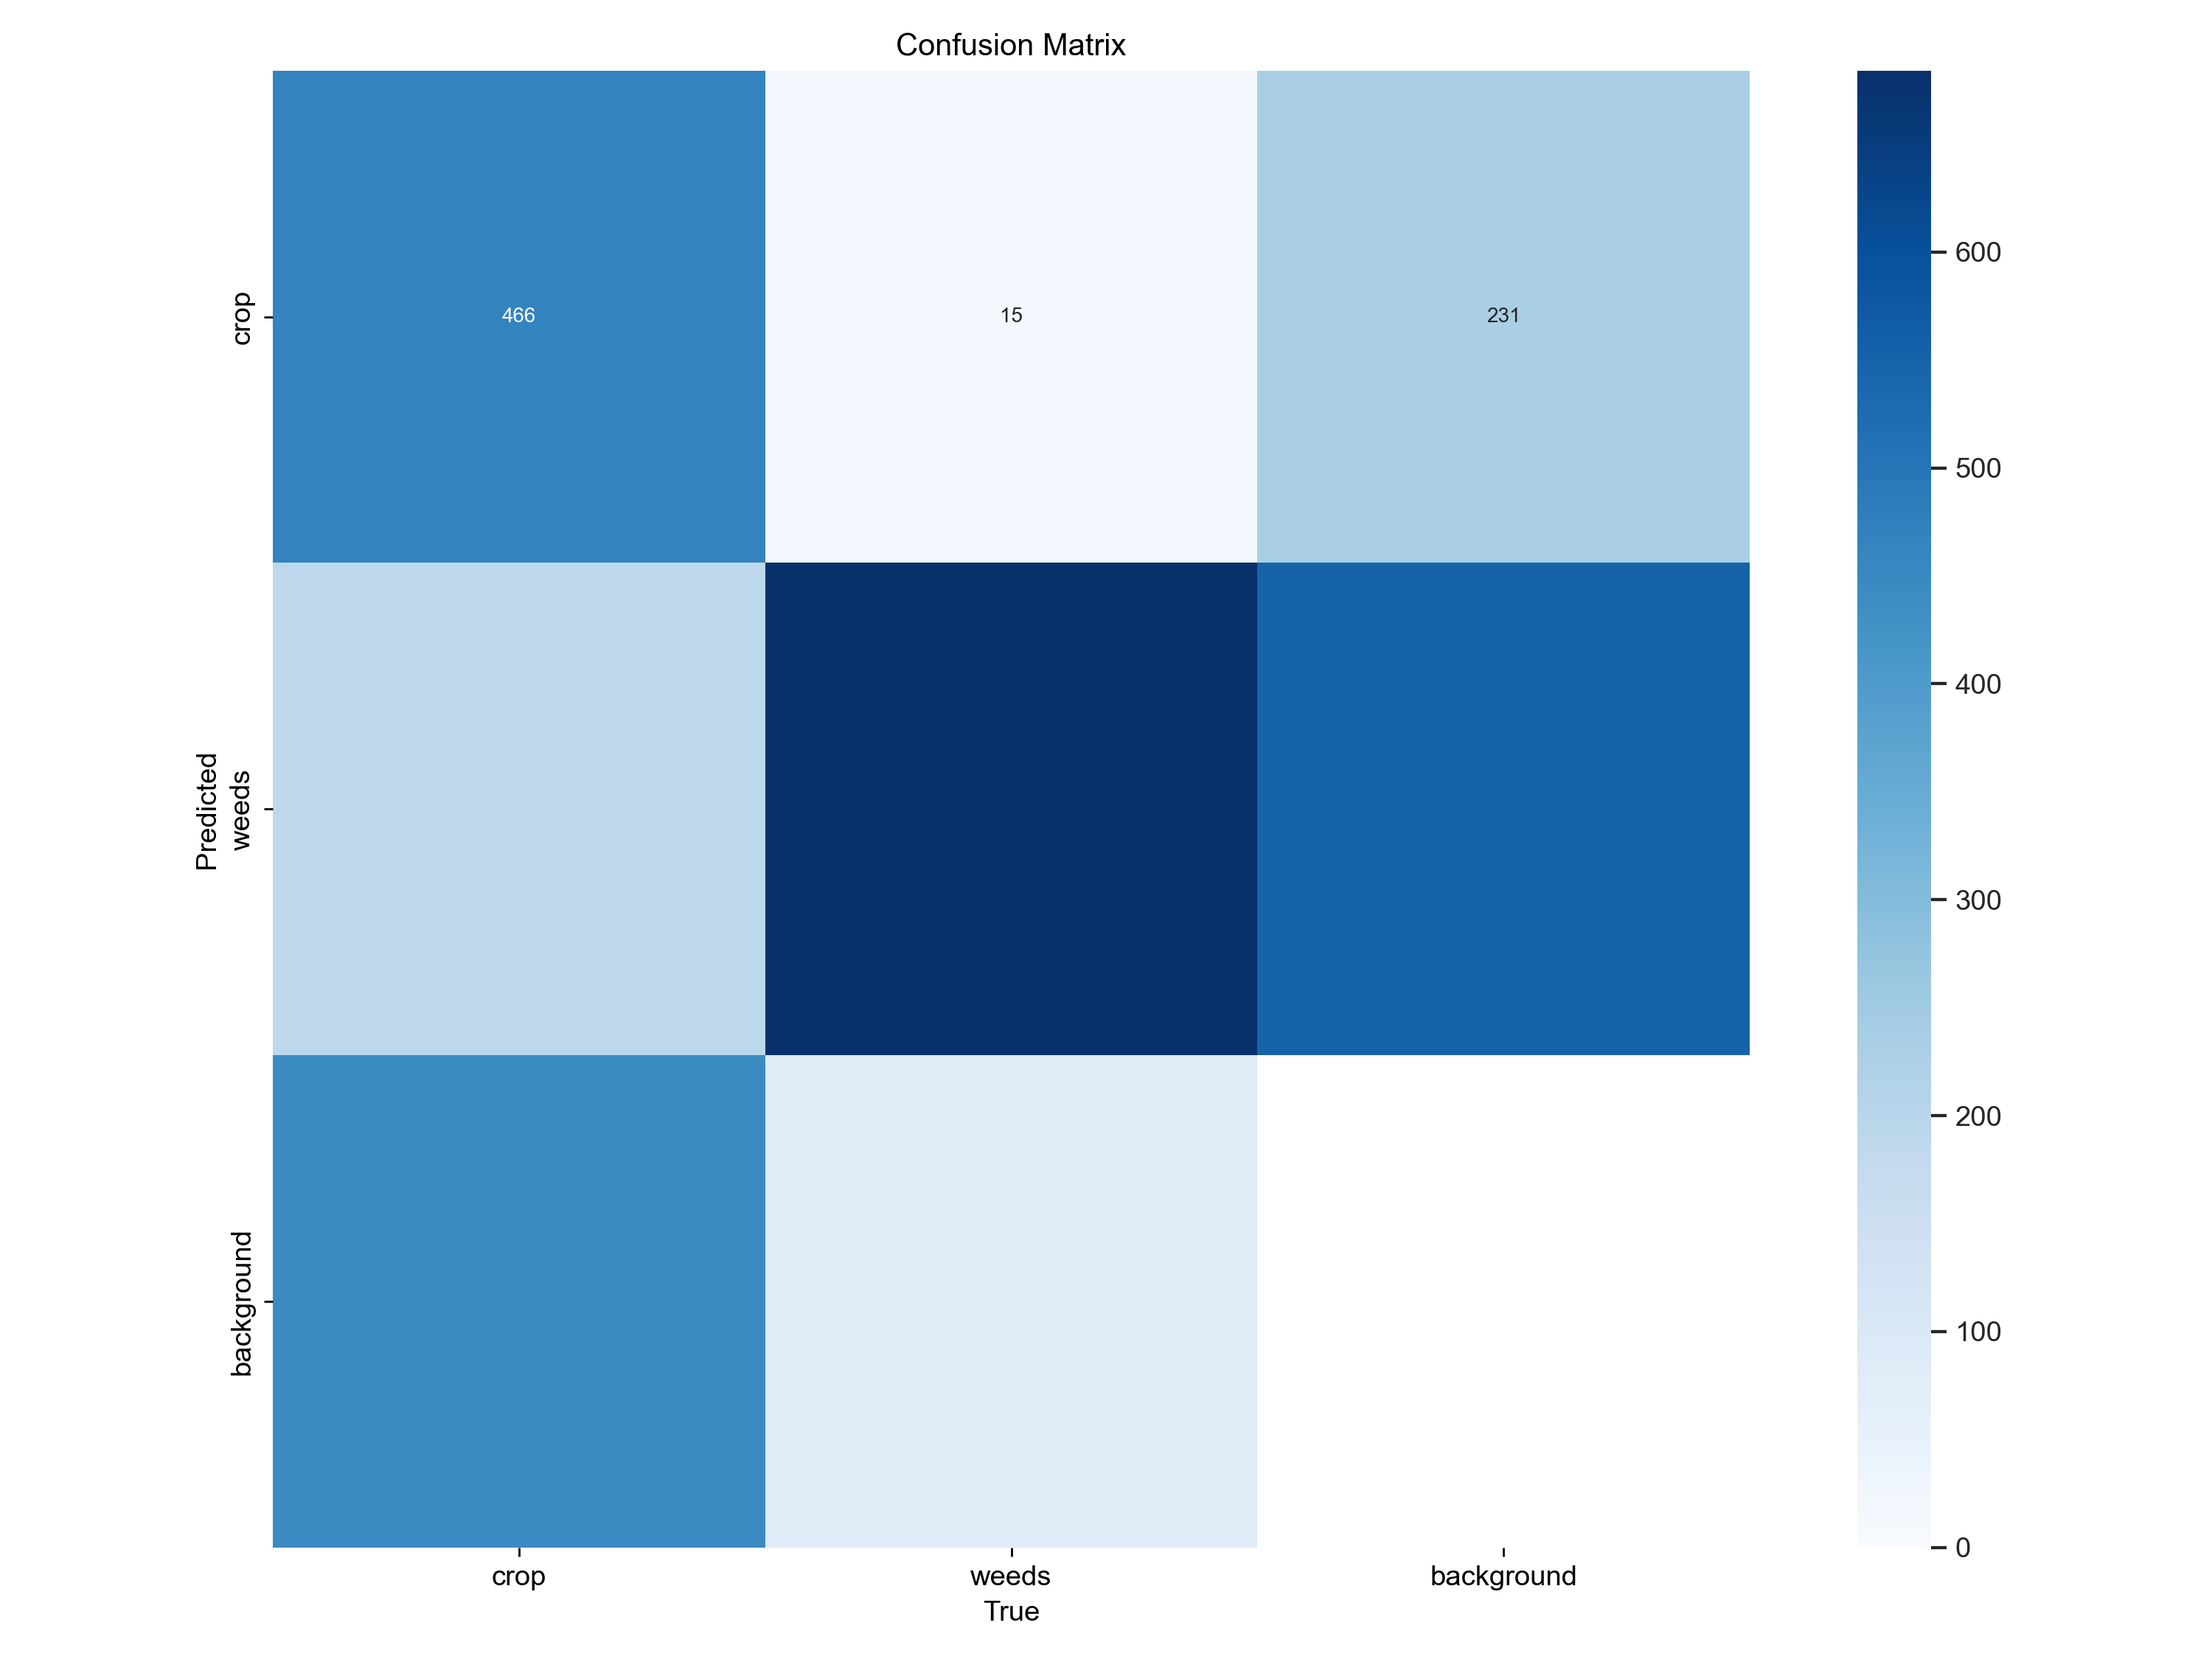 Confusion Matrix
crop
466
15
231
600
500
400
300
200
100
0
Predicted
weeds
background
crop
weeds
background
True